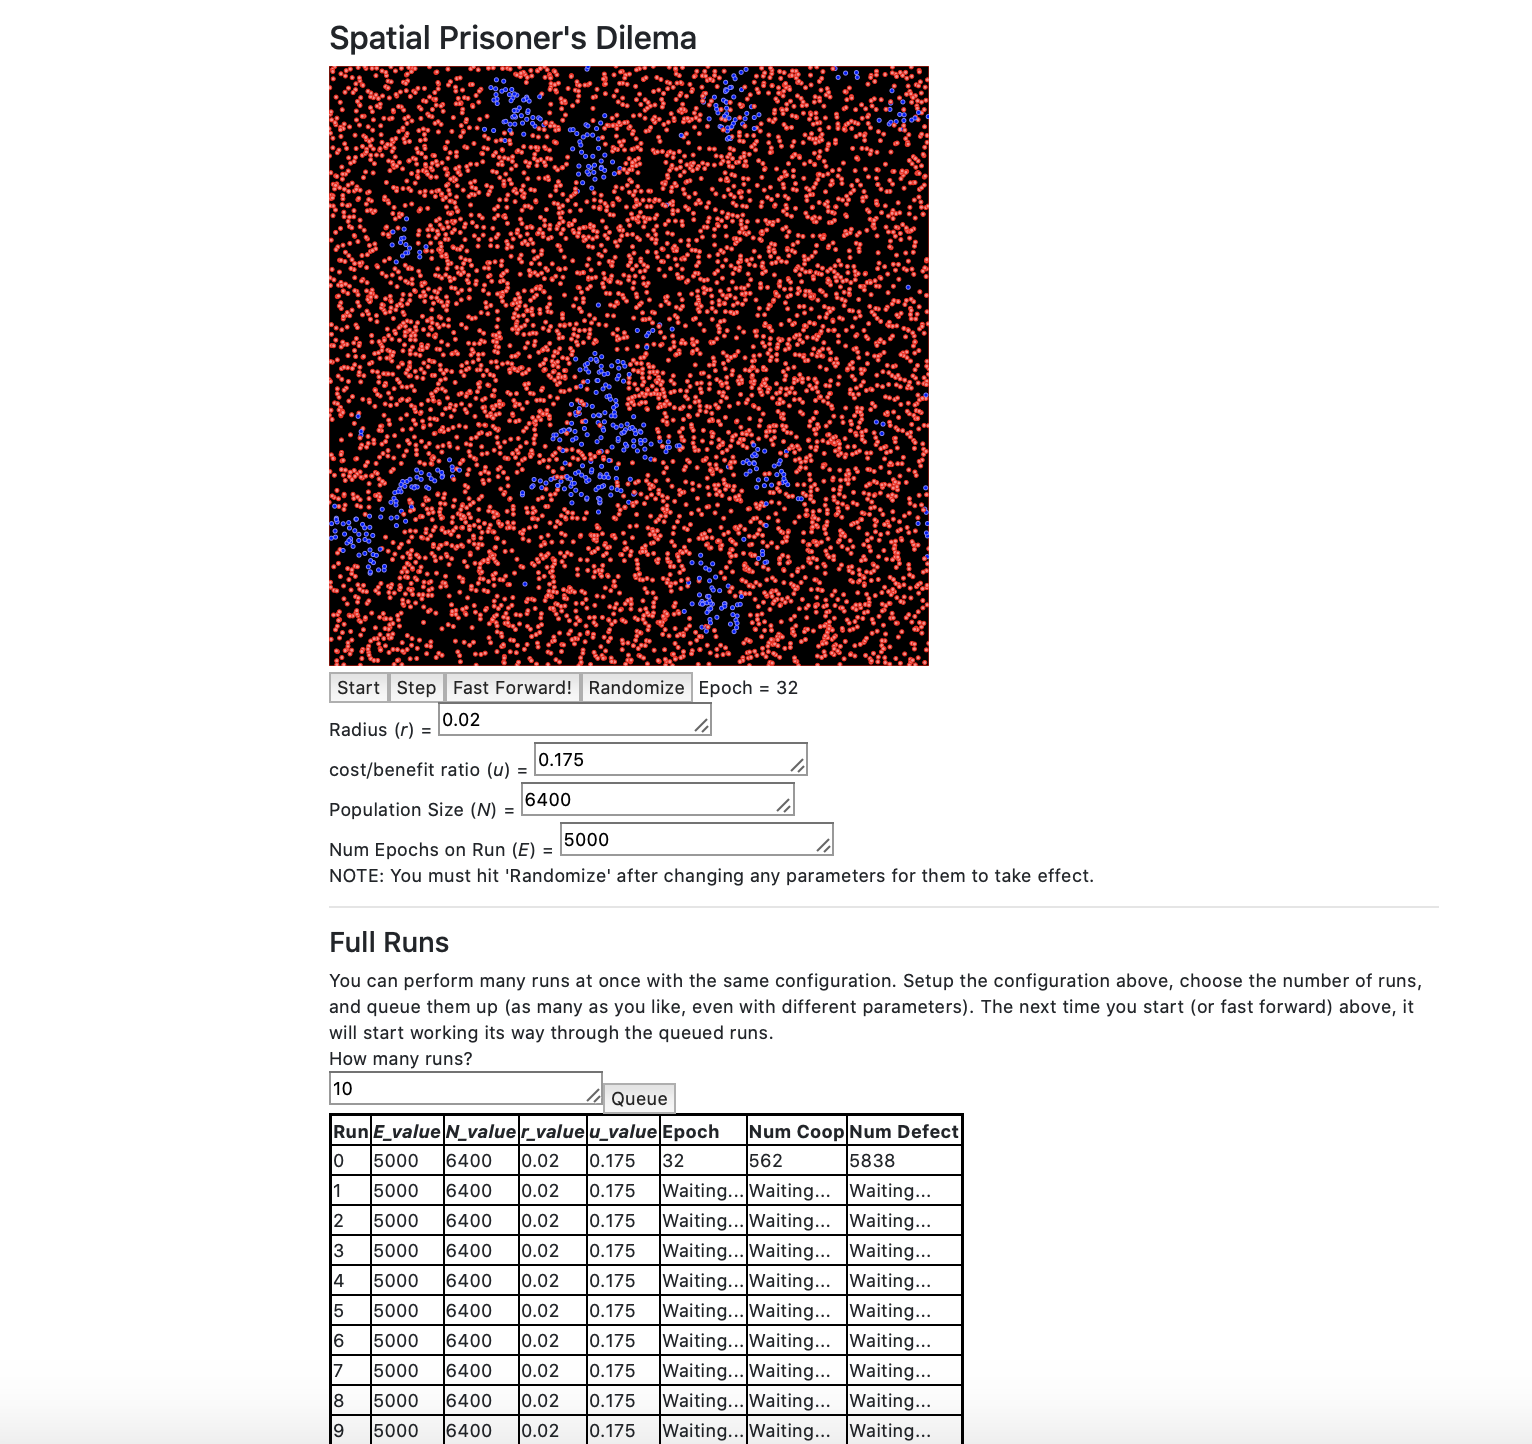 Spatial Prisoner's Dilema
Start Step Fast Forward! Randomize Epoch = 32
Radius (r) = 0.02
cost/benefit ratio (u) = 0.175
Population Size (N) = 6400
Num Epochs on Run (E) = 5000
NOTE: You must hit 'Randomize' after changing any parameters for them to take effect.
Full Runs
You can perform many runs at once with the same configuration. Setup the configuration above, choose the number of runs,
and queue them up (as many as you like, even with different parameters). The next time you start (or fast forward) above, it
will start working its way through the queued runs.
How many runs?
10 Queue
Run E_value N_value r_value u_value Epoch Num Coop Num Defect
0 5000 6400 0.02 0.175 32 562 5838
1 5000 6400 0.02 0.175 Waiting... Waiting... Waiting...
2 5000 6400 0.02 0.175 Waiting... Waiting... Waiting...
3 5000 6400 0.02 0.175 Waiting... Waiting... Waiting...
4 5000 6400 0.02 0.175 Waiting... Waiting... Waiting...
5 5000 6400 0.02 0.175 Waiting... Waiting... Waiting...
6 5000 6400 0.02 0.175 Waiting... Waiting... Waiting...
7 5000 6400 0.02 0.175 Waiting... Waiting... Waiting...
8 5000 6400 0.02 0.175 Waiting... Waiting... Waiting...
9 5000 6400 0.02 0.175 Waiting... Waiting... Waiting...